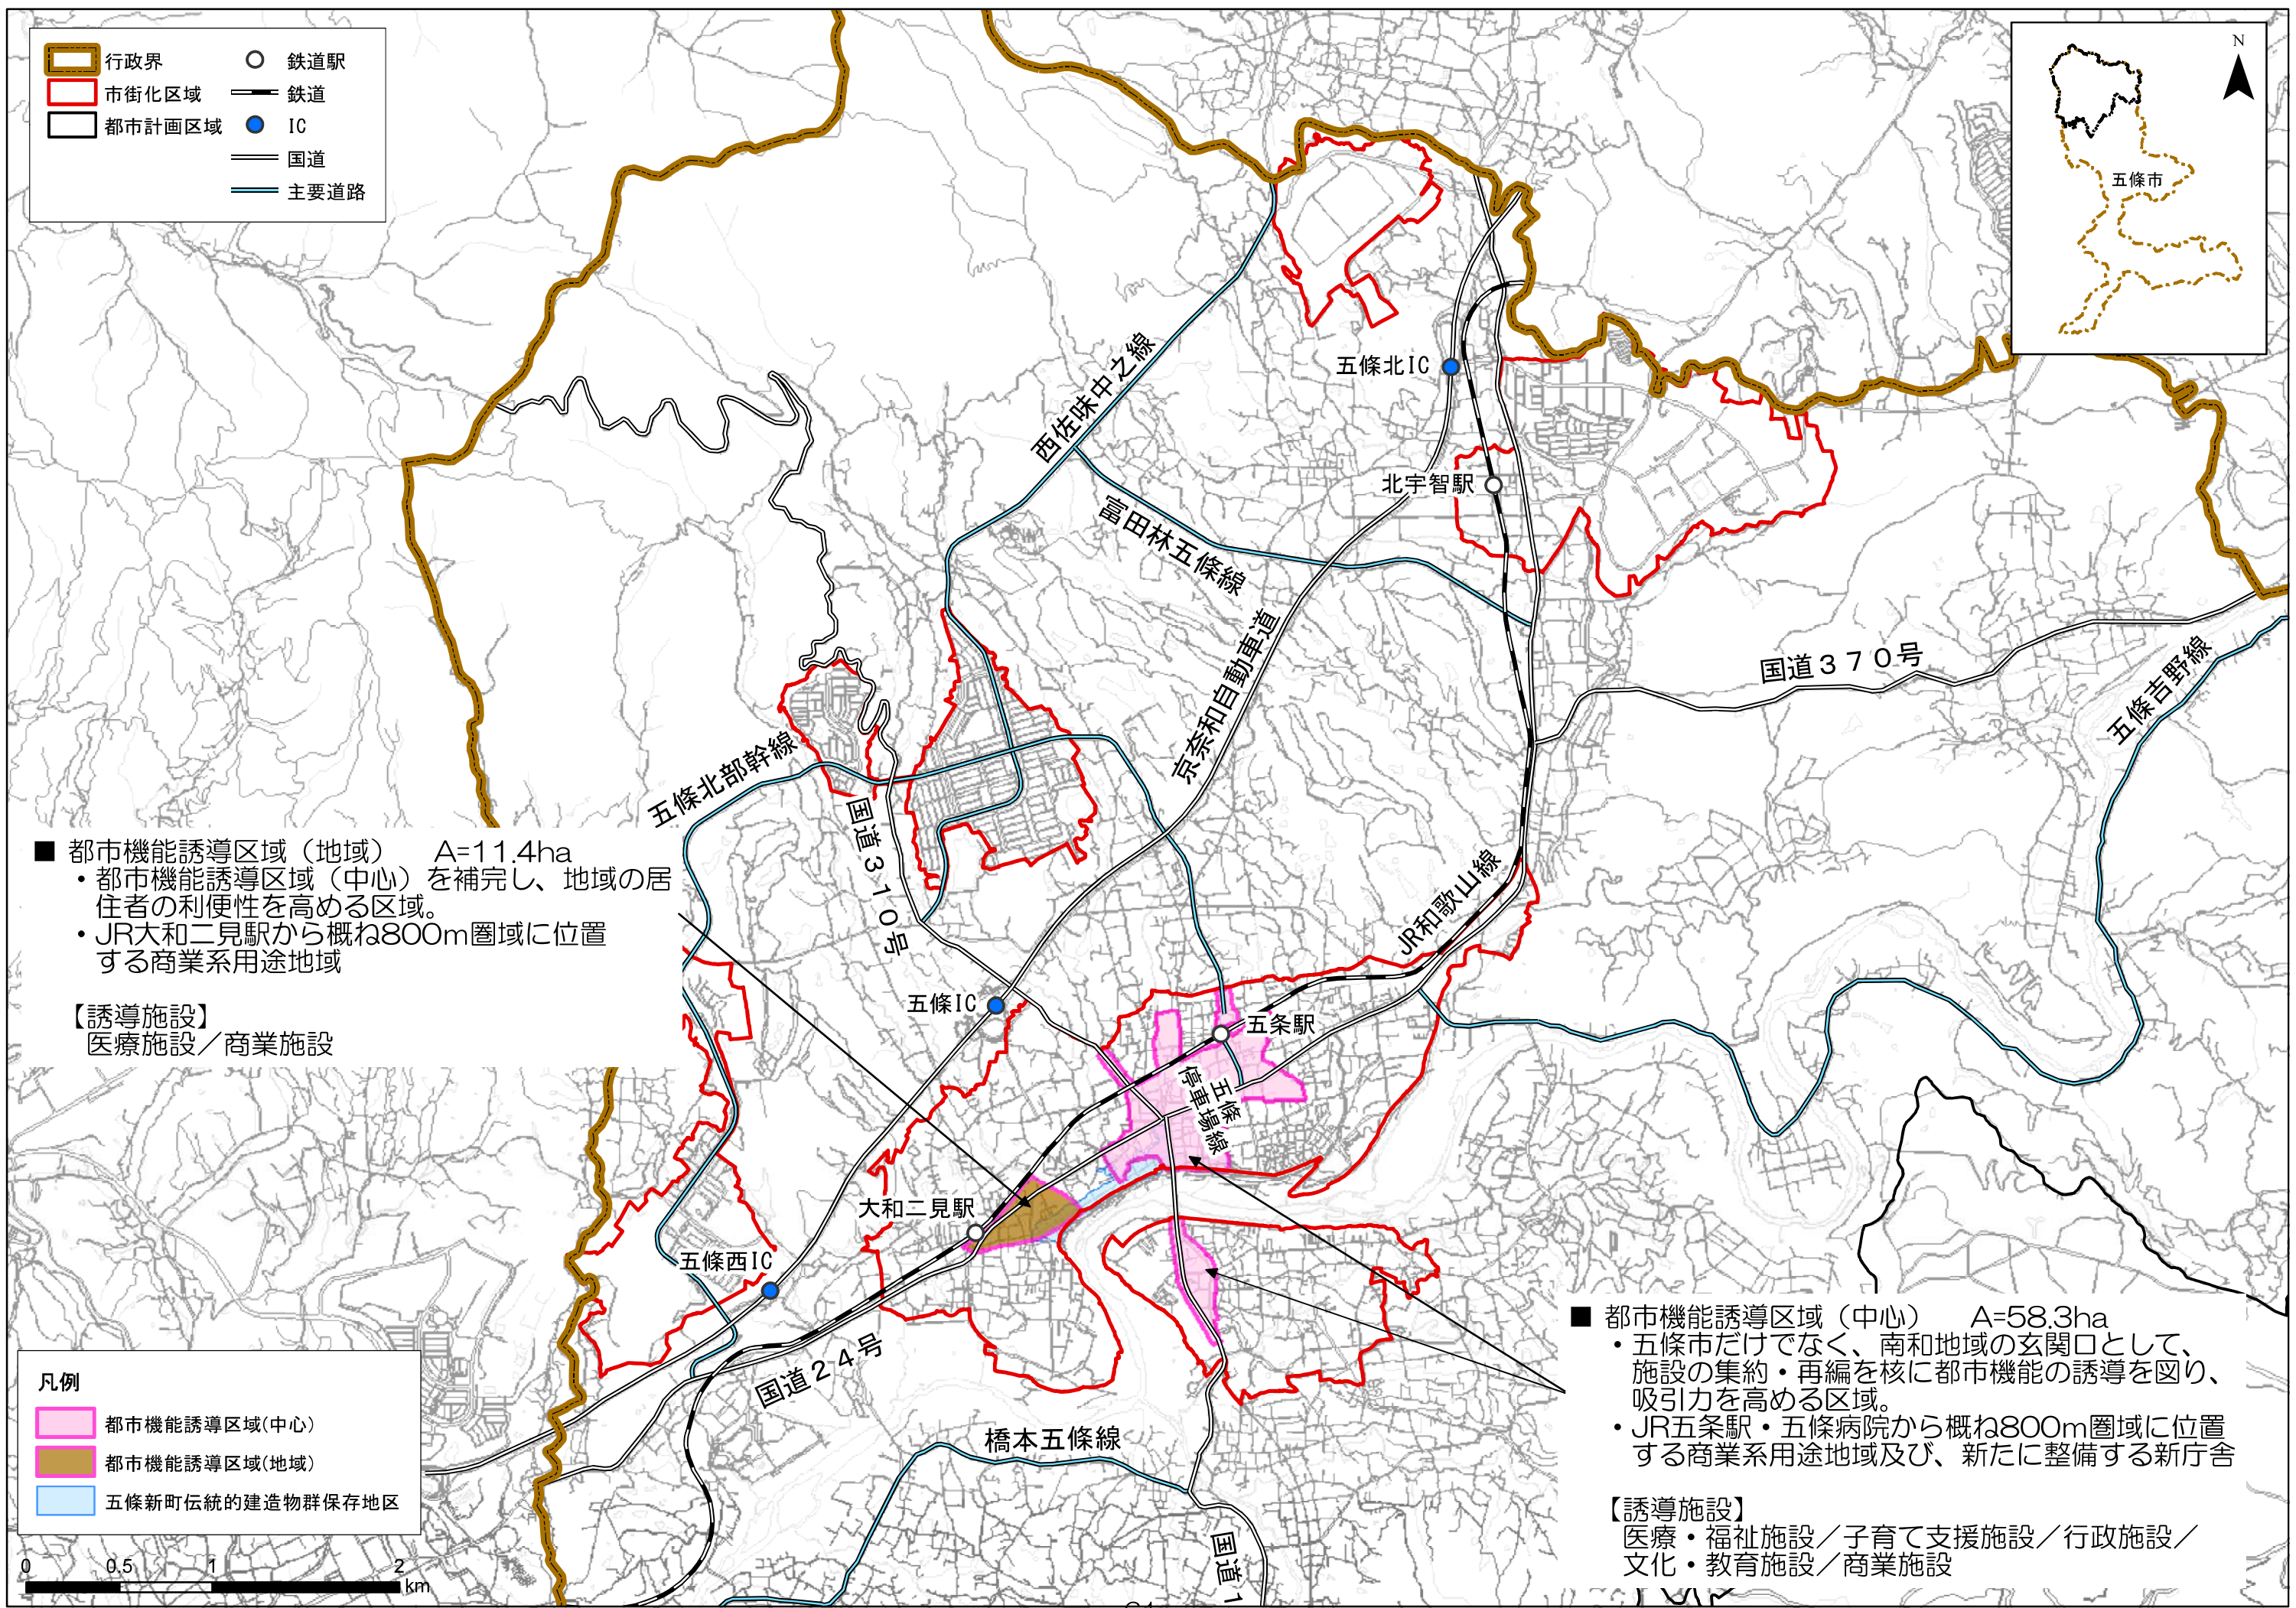 行政界
市街化区域
都市計画区域
鉄道駅
鉄道
IC
国道
主要道路
N
五條市
西佐味中之線
五條北IC
北宇智駅
富田林五條線
京奈和自動車道
国道370号
五條吉野線
五條北部幹線
国道310号
■ 都市機能誘導区域（地域） A=11.4ha
・都市機能誘導区域（中心）を補完し、地域の居
住者の利便性を高める区域。
・JR大和二見駅から概ね800m圏域に位置
する商業系用途地域
【誘導施設】
医療施設／商業施設
JR和歌山線
五條IC
五条駅
五條
停車場線
大和二見駅
五條西IC
国道24号
橋本五條線
国道1
■ 都市機能誘導区域（中心） A=58.3ha
・五條市だけでなく、南和地域の玄関口として、
施設の集約・再編を核に都市機能の誘導を図り、
吸引力を高める区域。
・JR五条駅・五條病院から概ね800m圏域に位置
する商業系用途地域及び、新たに整備する新庁舎
【誘導施設】
医療・福祉施設／子育て支援施設／行政施設／
文化・教育施設／商業施設
凡例
都市機能誘導区域(中心)
都市機能誘導区域(地域)
五條新町伝統的建造物群保存地区
0 0.5 1 2
km